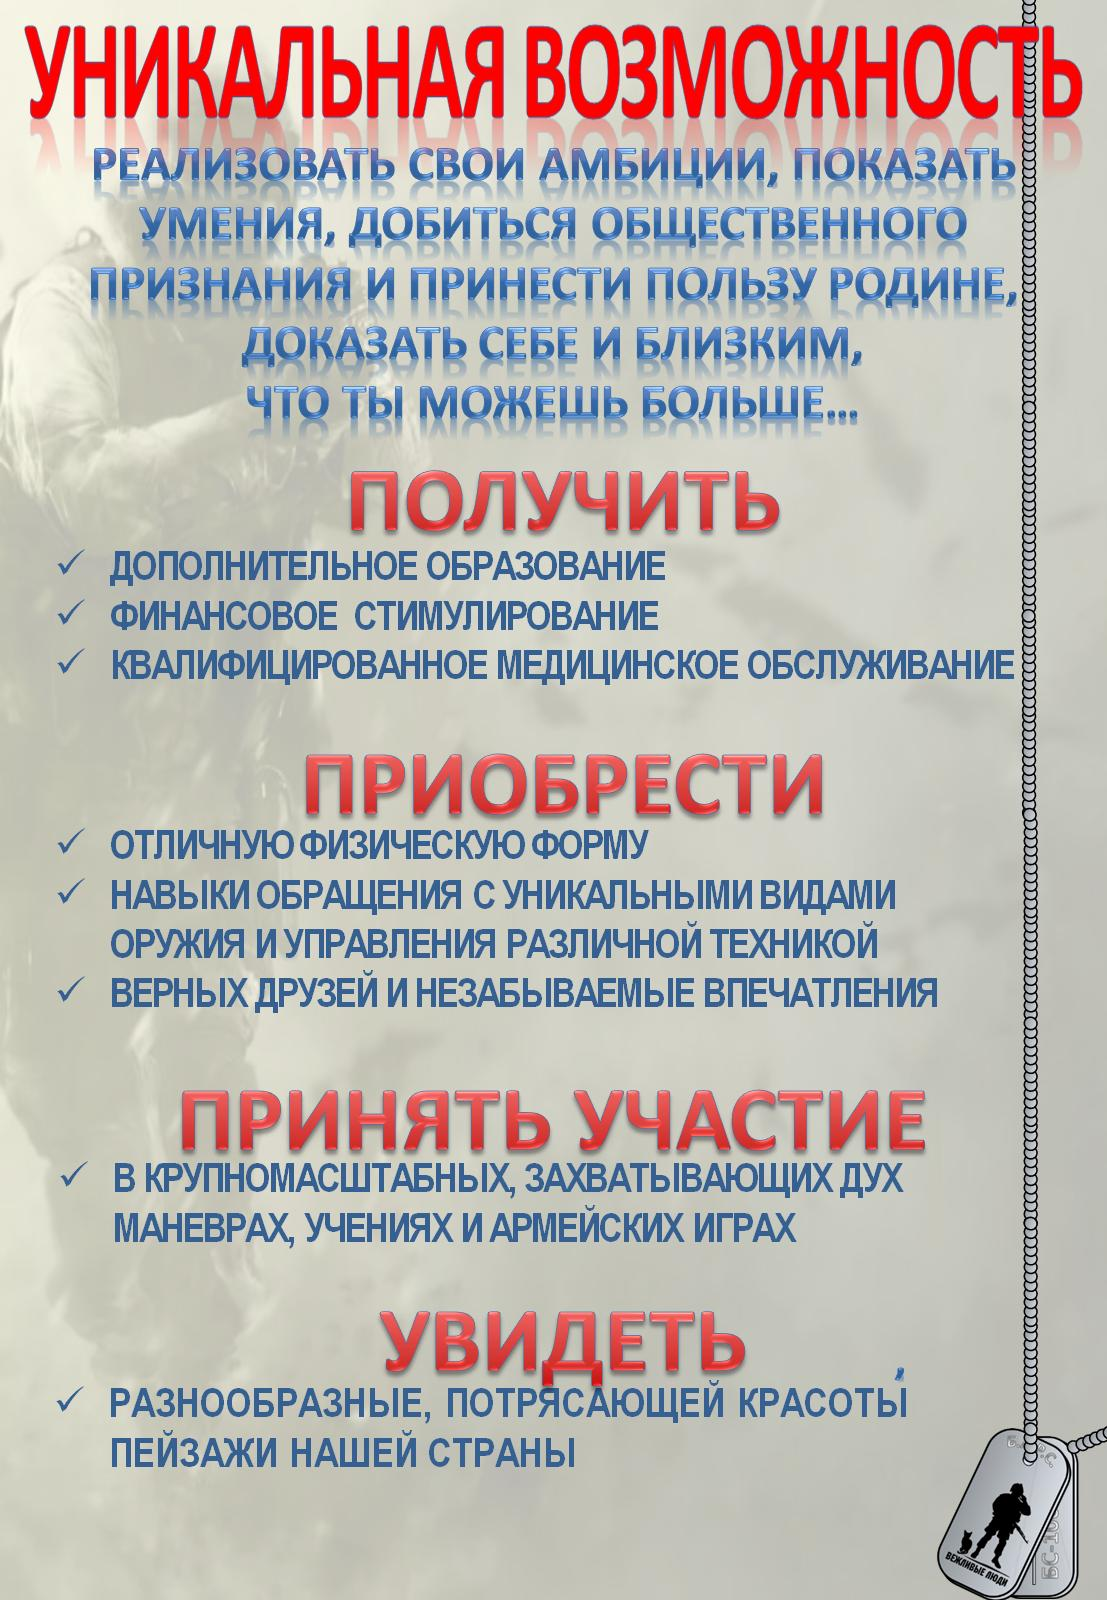 УНИКАЛЬНАЯ ВОЗМОЖНОСТЬ
РЕАЛИЗОВАТЬ СВОИ АМБИЦИИ, ПОКАЗАТЬ
УМЕНИЯ, ДОБИТЬСЯ ОБЩЕСТВЕННОГО
ПРИЗНАНИЯ И ПРИНЕСТИ ПОЛЬЗУ РОДИНЕ,
ДОКАЗАТЬ СЕБЕ И БЛИЗКИМ,
ЧТО ТЫ МОЖЕШЬ БОЛЬШЕ...
ПОЛУЧИТЬ
✓ ДОПОЛНИТЕЛЬНОЕ ОБРАЗОВАНИЕ
✓ ФИНАНСОВОЕ СТИМУЛИРОВАНИЕ
✓ КВАЛИФИЦИРОВАННОЕ МЕДИЦИНСКОЕ ОБСЛУЖИВАНИЕ
ПРИОБРЕСТИ
✓ ОТЛИЧНУЮ ФИЗИЧЕСКУЮ ФОРМУ
✓ НАВЫКИ ОБРАЩЕНИЯ С УНИКАЛЬНЫМИ ВИДАМИ
ОРУЖИЯ И УПРАВЛЕНИЯ РАЗЛИЧНОЙ ТЕХНИКОЙ
✓ ВЕРНЫХ ДРУЗЕЙ И НЕЗАБЫВАЕМЫЕ ВПЕЧАТЛЕНИЯ
ПРИНЯТЬ УЧАСТИЕ
✓ В КРУПНОМАСШТАБНЫХ, ЗАХВАТЫВАЮЩИХ ДУХ
МАНЕВРАХ, УЧЕНИЯХ И АРМЕЙСКИХ ИГРАХ
УВИДЕТЬ
,
✓ РАЗНООБРАЗНЫЕ, ПОТРЯСАЮЩЕЙ КРАСОТЫ
ПЕЙЗАЖИ НАШЕЙ СТРАНЫ
ВЕЖЛИВЫЕ ЛЮДИ